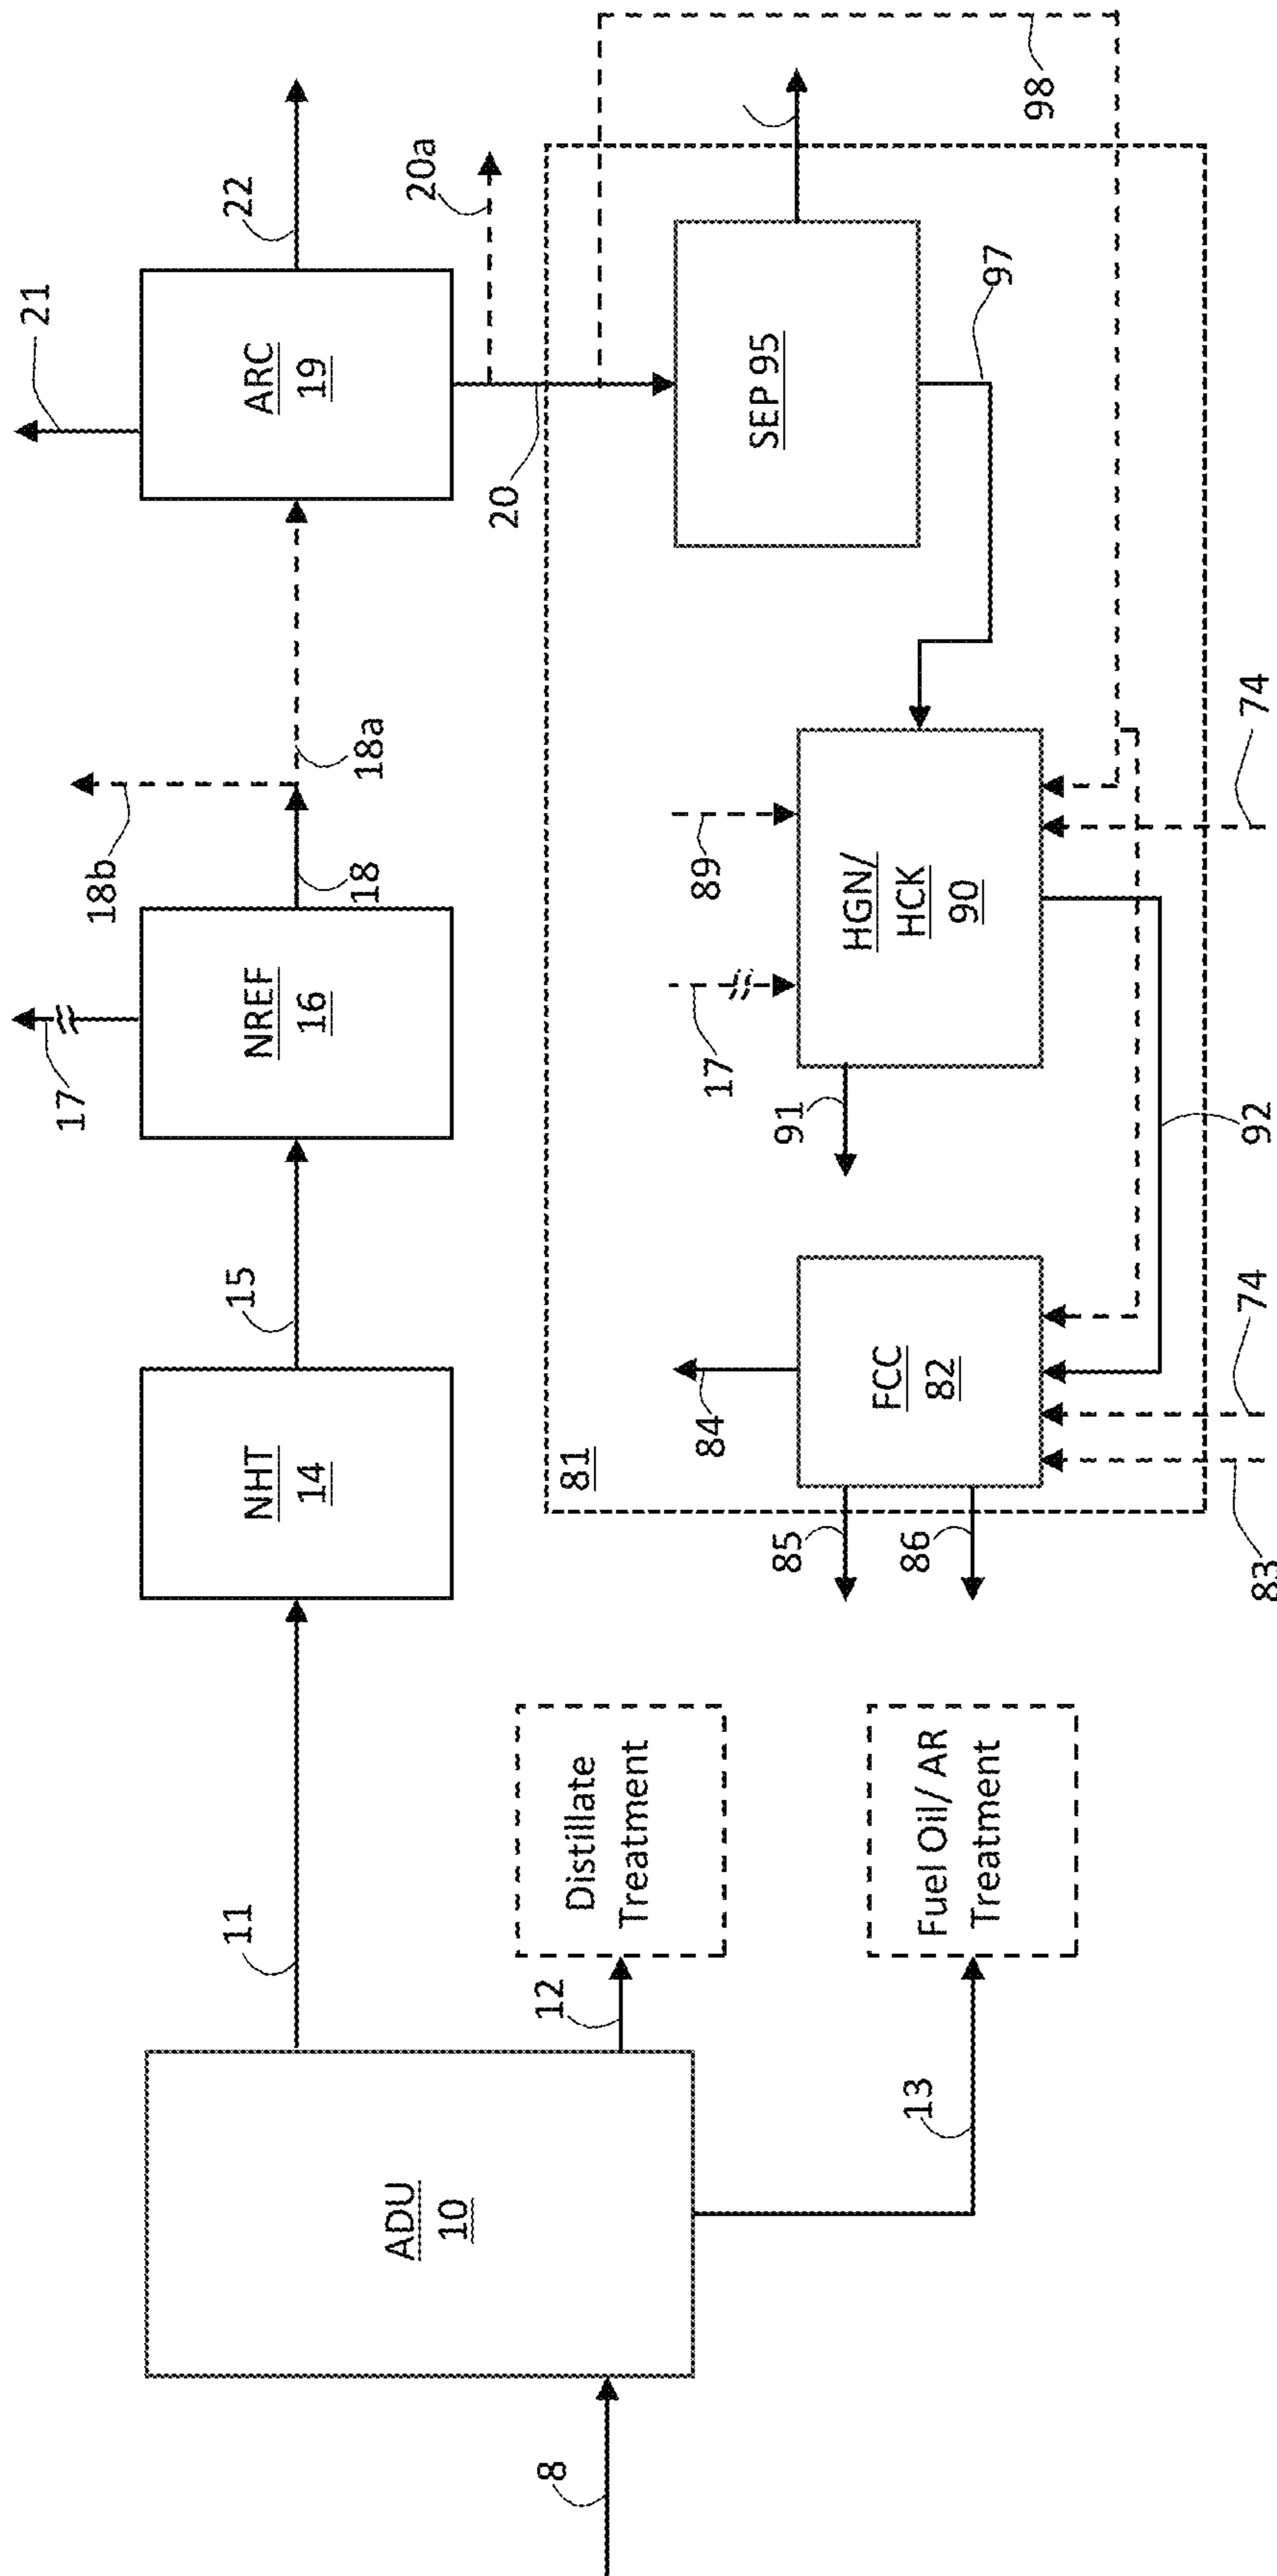 8
ADU
10
11
12
13
Distillate
Treatment
Fuel Oil/ AR
Treatment
NHT
14
15
NREF
16
17
18
18a
18b
ARC
19
21
22
20
20a
81
SEP 95
97
98
HGN/
HCK
90
89
17
91
74
92
FCC
82
84
85
86
74
83